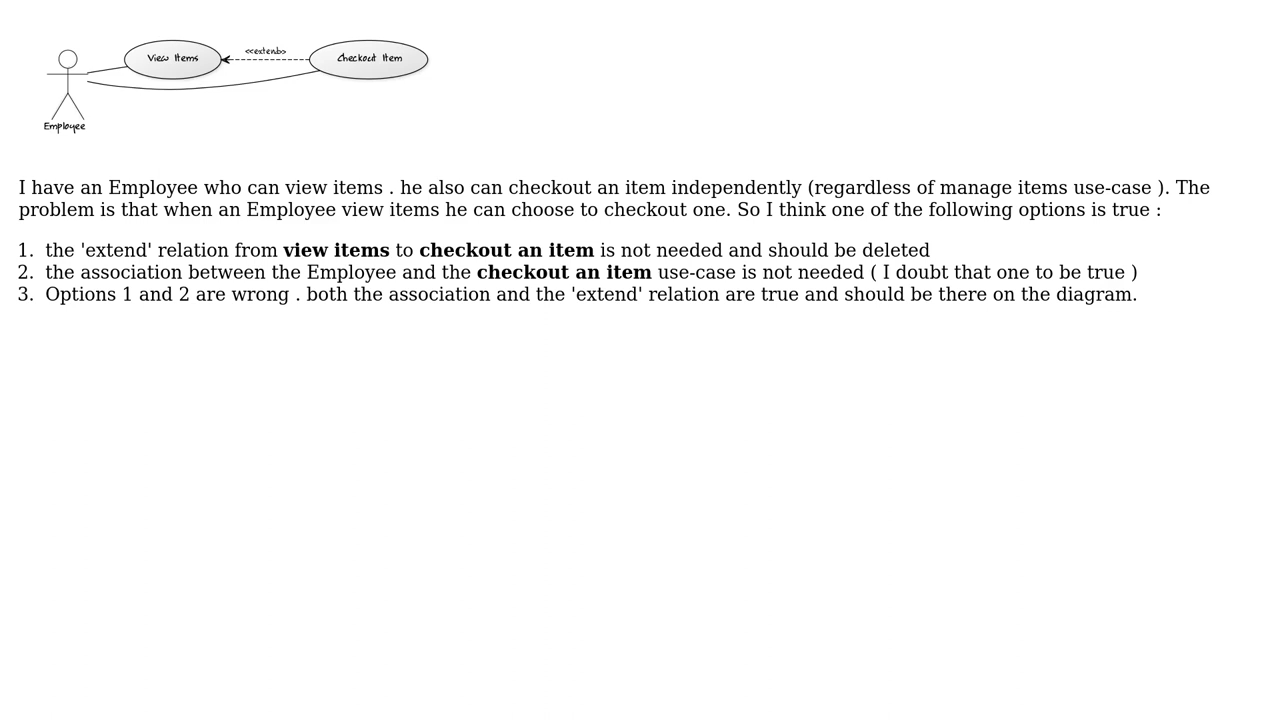 <<extend>>
View Items
Checkout Item
Employee
I have an Employee who can view items . he also can checkout an item independently (regardless of manage items use-case ). The
problem is that when an Employee view items he can choose to checkout one. So I think one of the following options is true :
1. the 'extend' relation from view items to checkout an item is not needed and should be deleted
2. the association between the Employee and the checkout an item use-case is not needed ( I doubt that one to be true )
3. Options 1 and 2 are wrong . both the association and the 'extend' relation are true and should be there on the diagram.